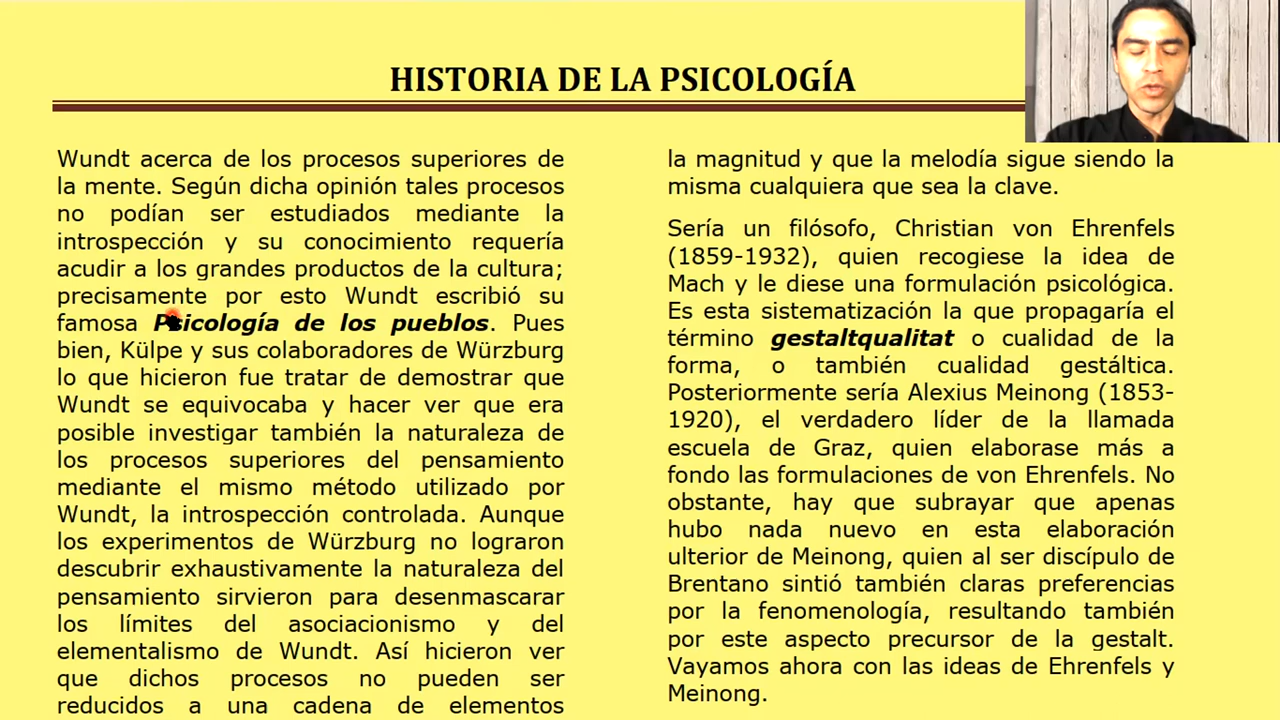 HISTORIA DE LA PSICOLOGÍA
Wundt acerca de los procesos superiores de
la mente. Según dicha opinión tales procesos
no podían ser estudiados mediante la
introspección y su conocimiento requería
acudir a los grandes productos de la cultura;
precisamente por esto Wundt escribió su
famosa Psicología de los pueblos. Pues
bien, Külpe y sus colaboradores de Würzburg
lo que hicieron fue tratar de demostrar que
Wundt se equivocaba y hacer ver que era
posible investigar también la naturaleza de
los procesos superiores del pensamiento
mediante el mismo método utilizado por
Wundt, la introspección controlada. Aunque
los experimentos de Würzburg no lograron
descubrir exhaustivamente la naturaleza del
pensamiento sirvieron para desenmascarar
los límites del asociacionismo y del
elementalismo de Wundt. Así hicieron ver
que dichos procesos no pueden ser
reducidos a una cadena de elementos
la magnitud y que la melodía sigue siendo la
misma cualquiera que sea la clave.
Sería un filósofo, Christian von Ehrenfels
(1859-1932), quien recogiese la idea de
Mach y le diese una formulación psicológica.
Es esta sistematización la que propagaría el
término gestaltqualitat o cualidad de la
forma, o también cualidad gestáltica.
Posteriormente sería Alexius Meinong (1853-
1920), el verdadero líder de la llamada
escuela de Graz, quien elaborase más a
fondo las formulaciones de von Ehrenfels. No
obstante, hay que subrayar que apenas
hubo nada nuevo en esta elaboración
ulterior de Meinong, quien al ser discípulo de
Brentano sintió también claras preferencias
por la fenomenología, resultando también
por este aspecto precursor de la gestalt.
Vayamos ahora con las ideas de Ehrenfels y
Meinong.